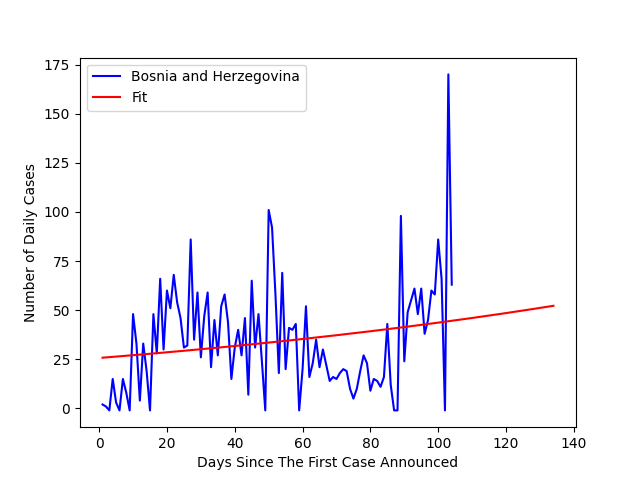 Bosnia and Herzegovina
Fit
175
150
125
100
75
50
25
0
Number of Daily Cases
0 20 40 60 80 100 120 140
Days Since The First Case Announced